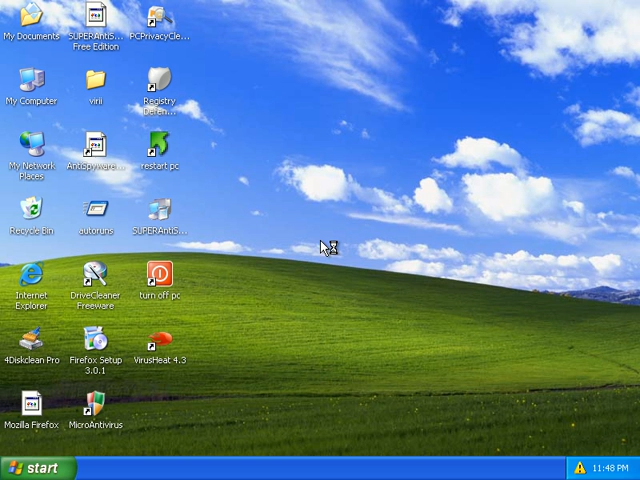 My Documents
SUPERAntiS...
Free Edition
PCPrivacyCle...
My Computer
virii
Registry
Defen...
My Network
Places
AntiSpyware...
restart pc
Recycle Bin
autoruns
SUPERAntiS...
Internet
Explorer
DriveCleaner
Freeware
turn off pc
4Diskclean Pro
Firefox Setup
3.0.1
VirusHeat 4.3
Mozilla Firefox
MicroAntivirus
start
11:48 PM